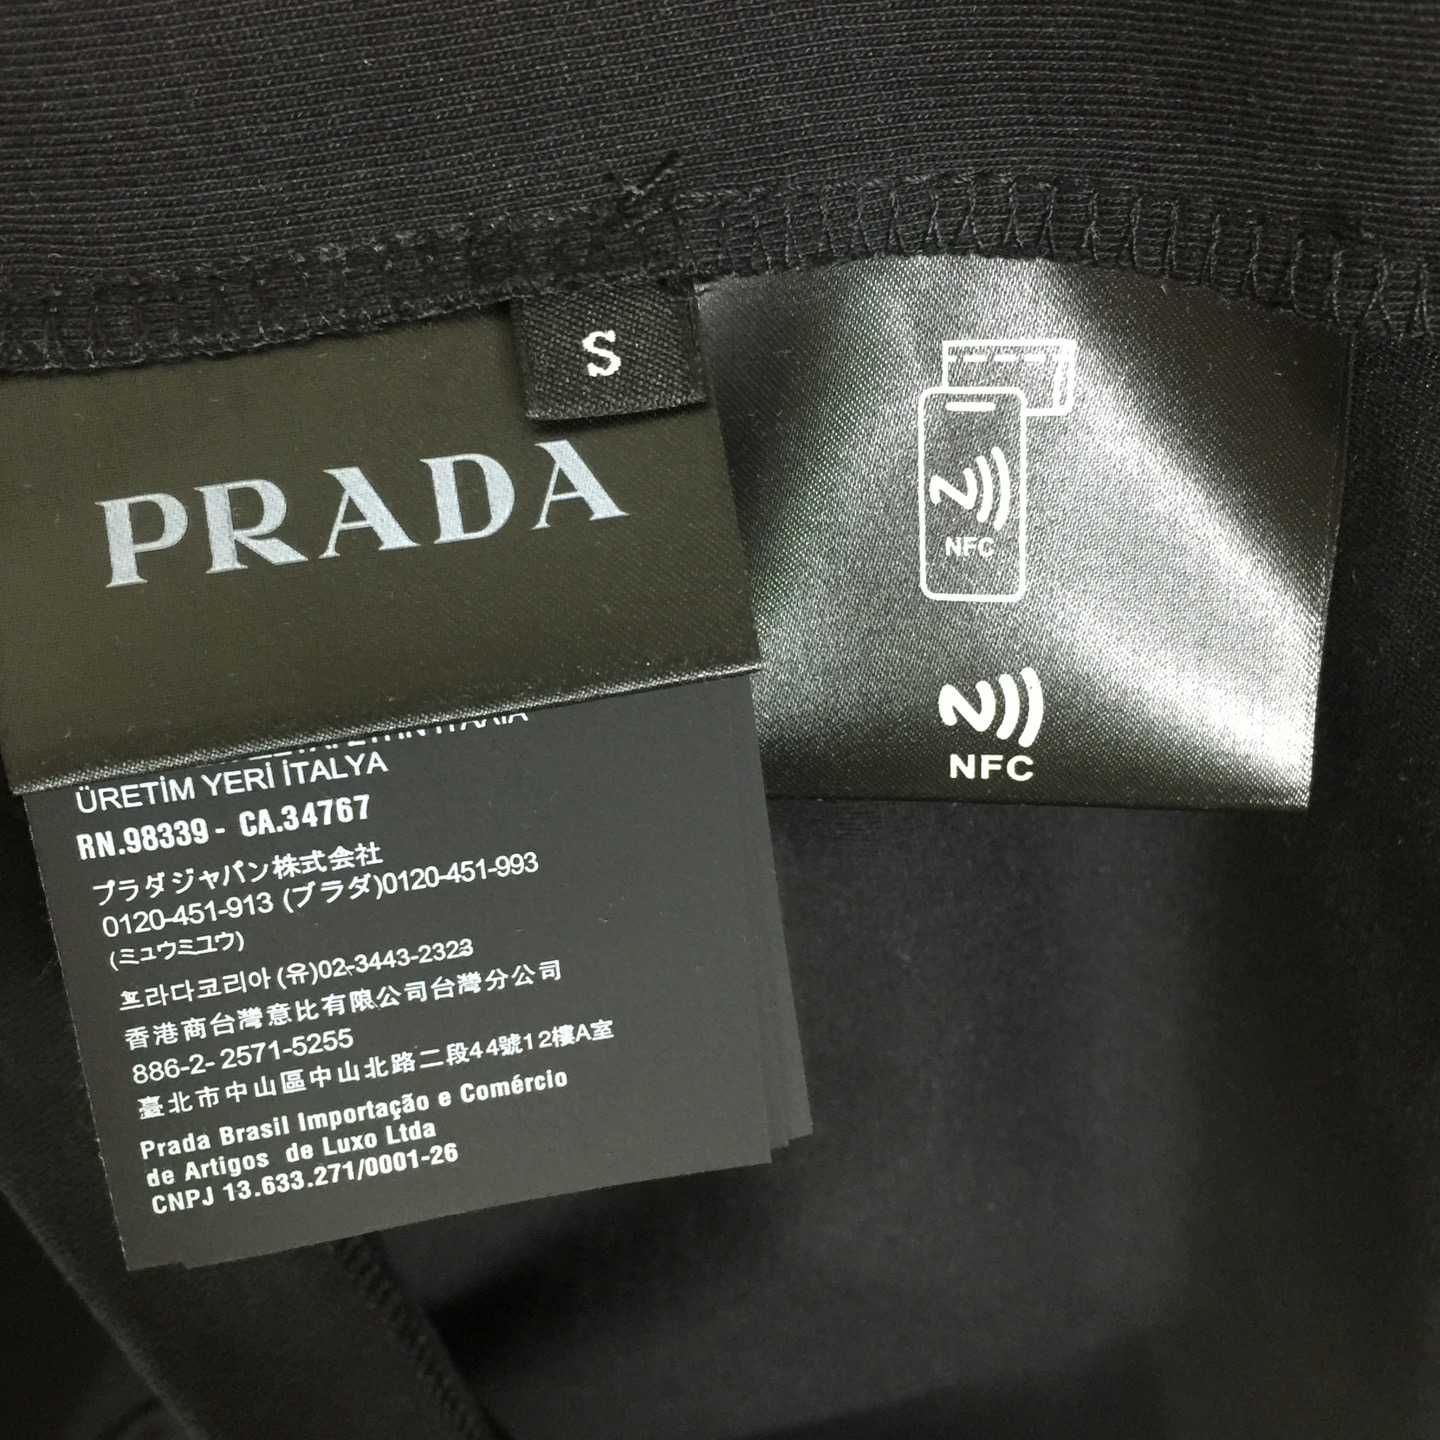 S
PRADA
NFC
NFC
ÜRETİM YERİ İTALYA
RN.98339 - CA.34767
プラダジャパン株式会社
0120-451-913 (プラダ)0120-451-993
(ミュウミュウ)
프라다코리아 (유)02-3443-2323
香港商台灣意比有限公司台灣分公司
886-2- 2571-5255
臺北市中山區中山北路二段44號12樓A室
Prada Brasil Importação e Comércio
de Artigos de Luxo Ltda
CNPJ 13.633.271/0001-26